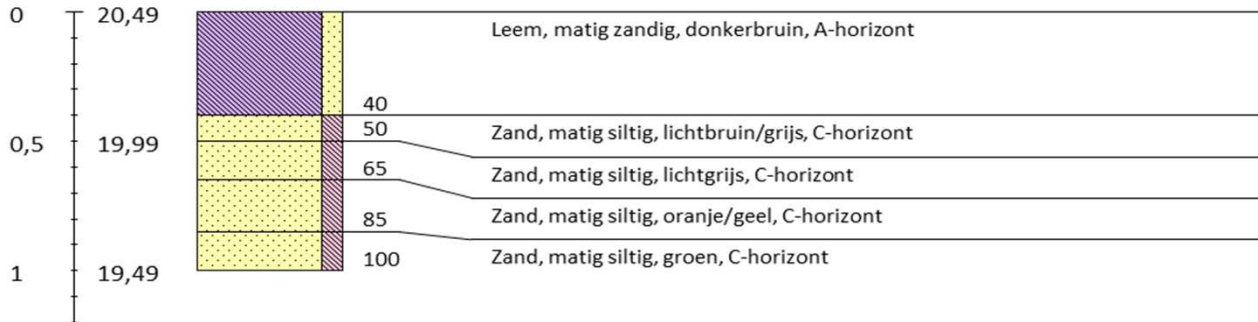 0 20,49 Leem, matig zandig, donkerbruin, A-horizont
40
50 Zand, matig siltig, lichtbruin/grijs, C-horizont
0,5 19,99
65 Zand, matig siltig, lichtgrijs, C-horizont
85 Zand, matig siltig, oranje/geel, C-horizont
100 Zand, matig siltig, groen, C-horizont
1 19,49